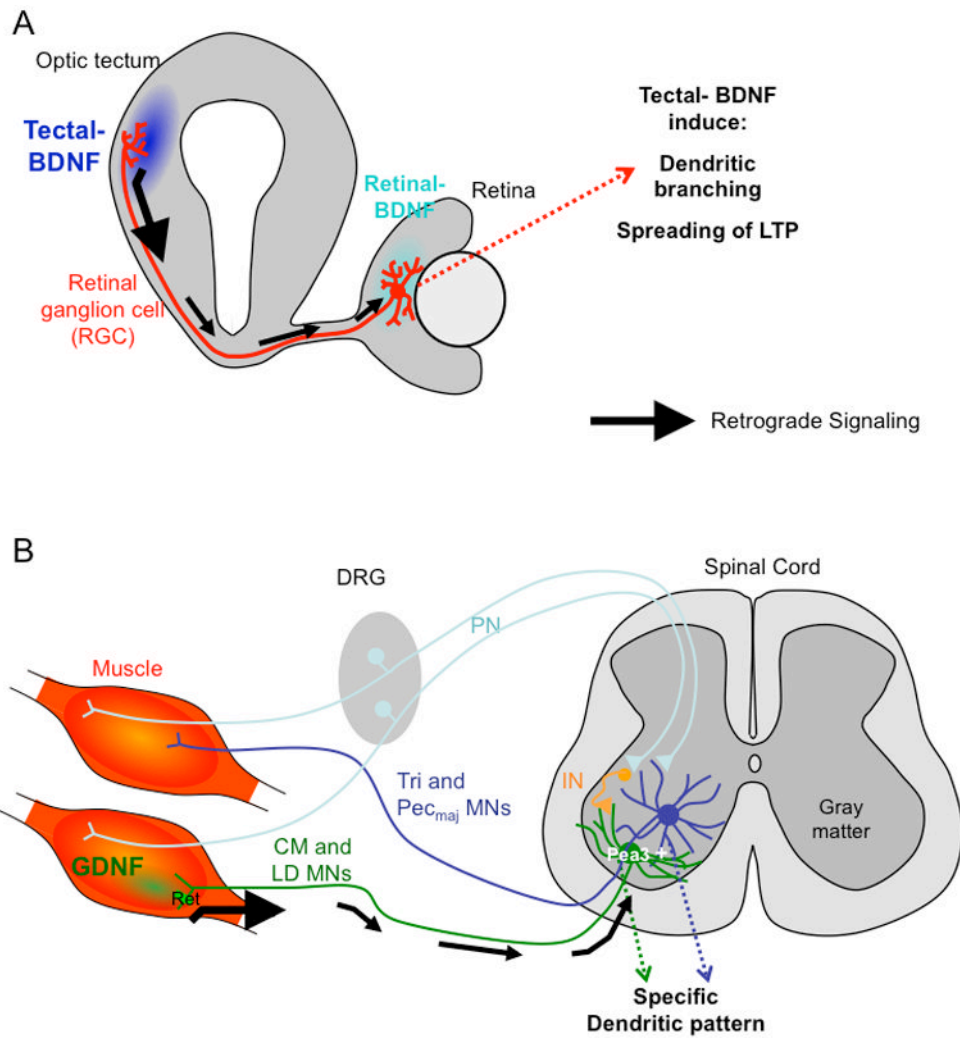 A
Optic tectum
Tectal-
BDNF
Retinal-
BDNF
Retina
Retinal
ganglion cell
(RGC)
Tectal- BDNF
induce:
Dendritic
branching
Spreading of LTP
Retrograde Signaling
B
DRG
Spinal Cord
PN
Muscle
Tri and
Pecmaj MNs
IN
Gray
matter
GDNF
Ret
CM and
LD MNs
Pea3 +
Specific
Dendritic pattern